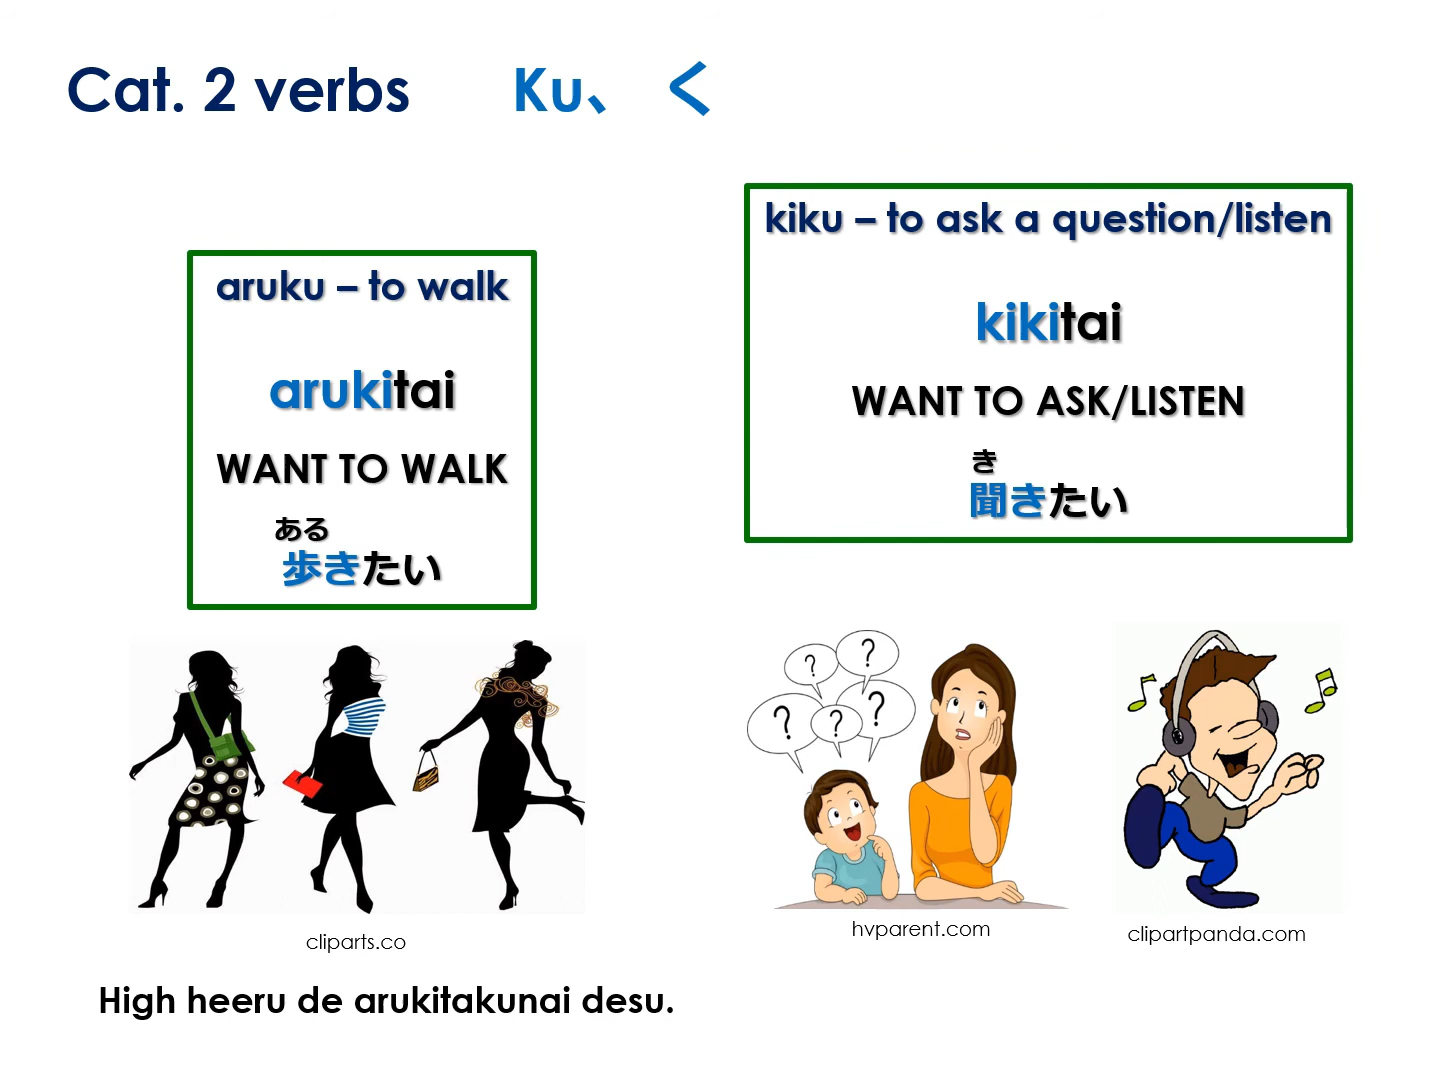 Cat. 2 verbs Ku、 く
aruku – to walk
arukitai
WANT TO WALK
ある
歩きたい
kiku – to ask a question/listen
kikitai
WANT TO ASK/LISTEN
き
聞きたい
? ? ? ? ?
cliparts.co
hvparent.com
clipartpanda.com
High heeru de arukitakunai desu.